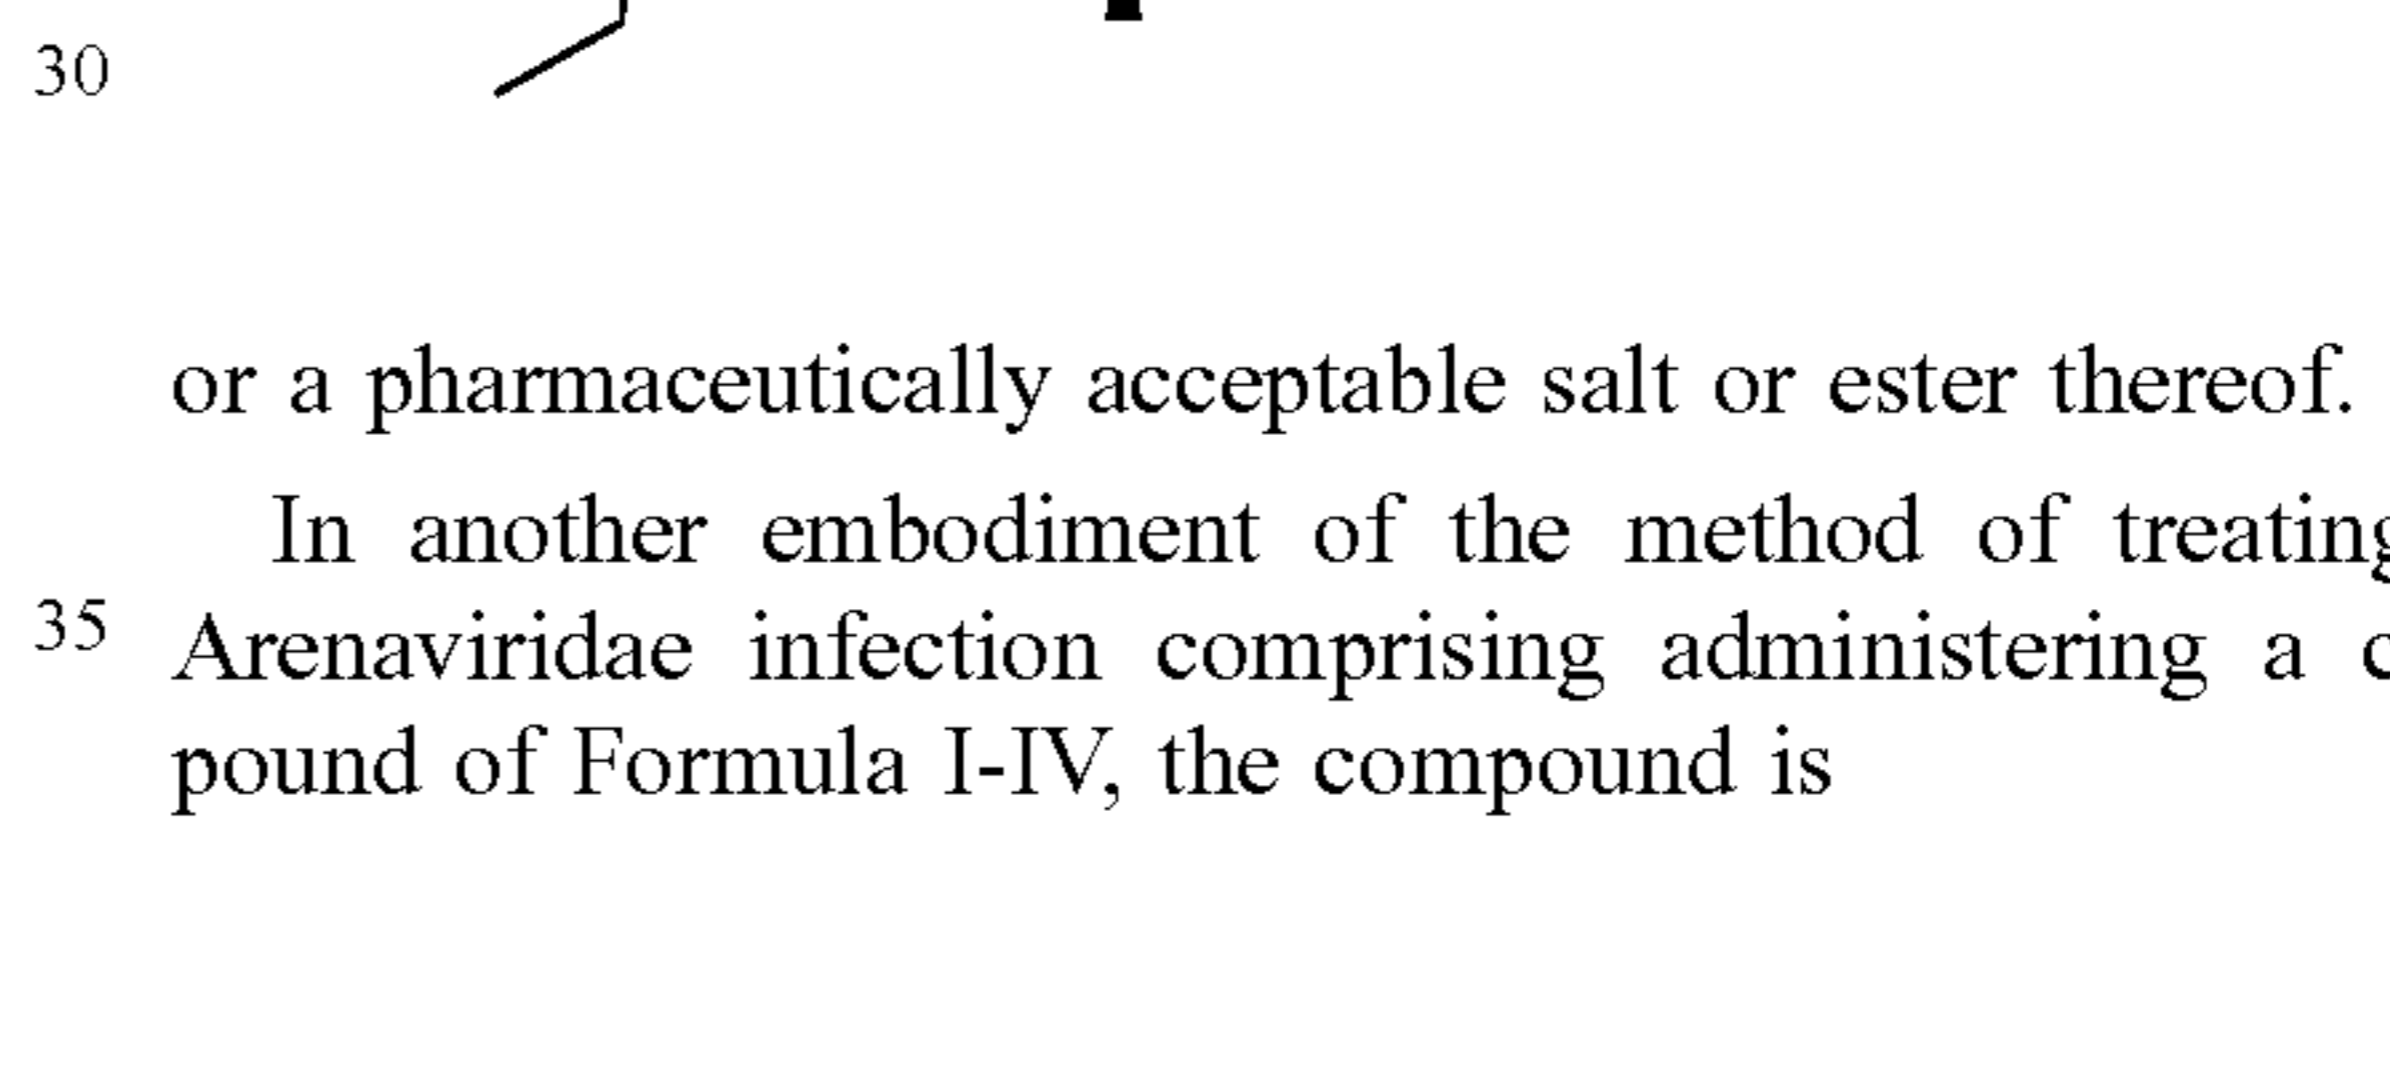 30
or a pharmaceutically acceptable salt or ester thereof.
In another embodiment of the method of treating
35 Arenaviridae infection comprising administering a
pound of Formula I-IV, the compound is